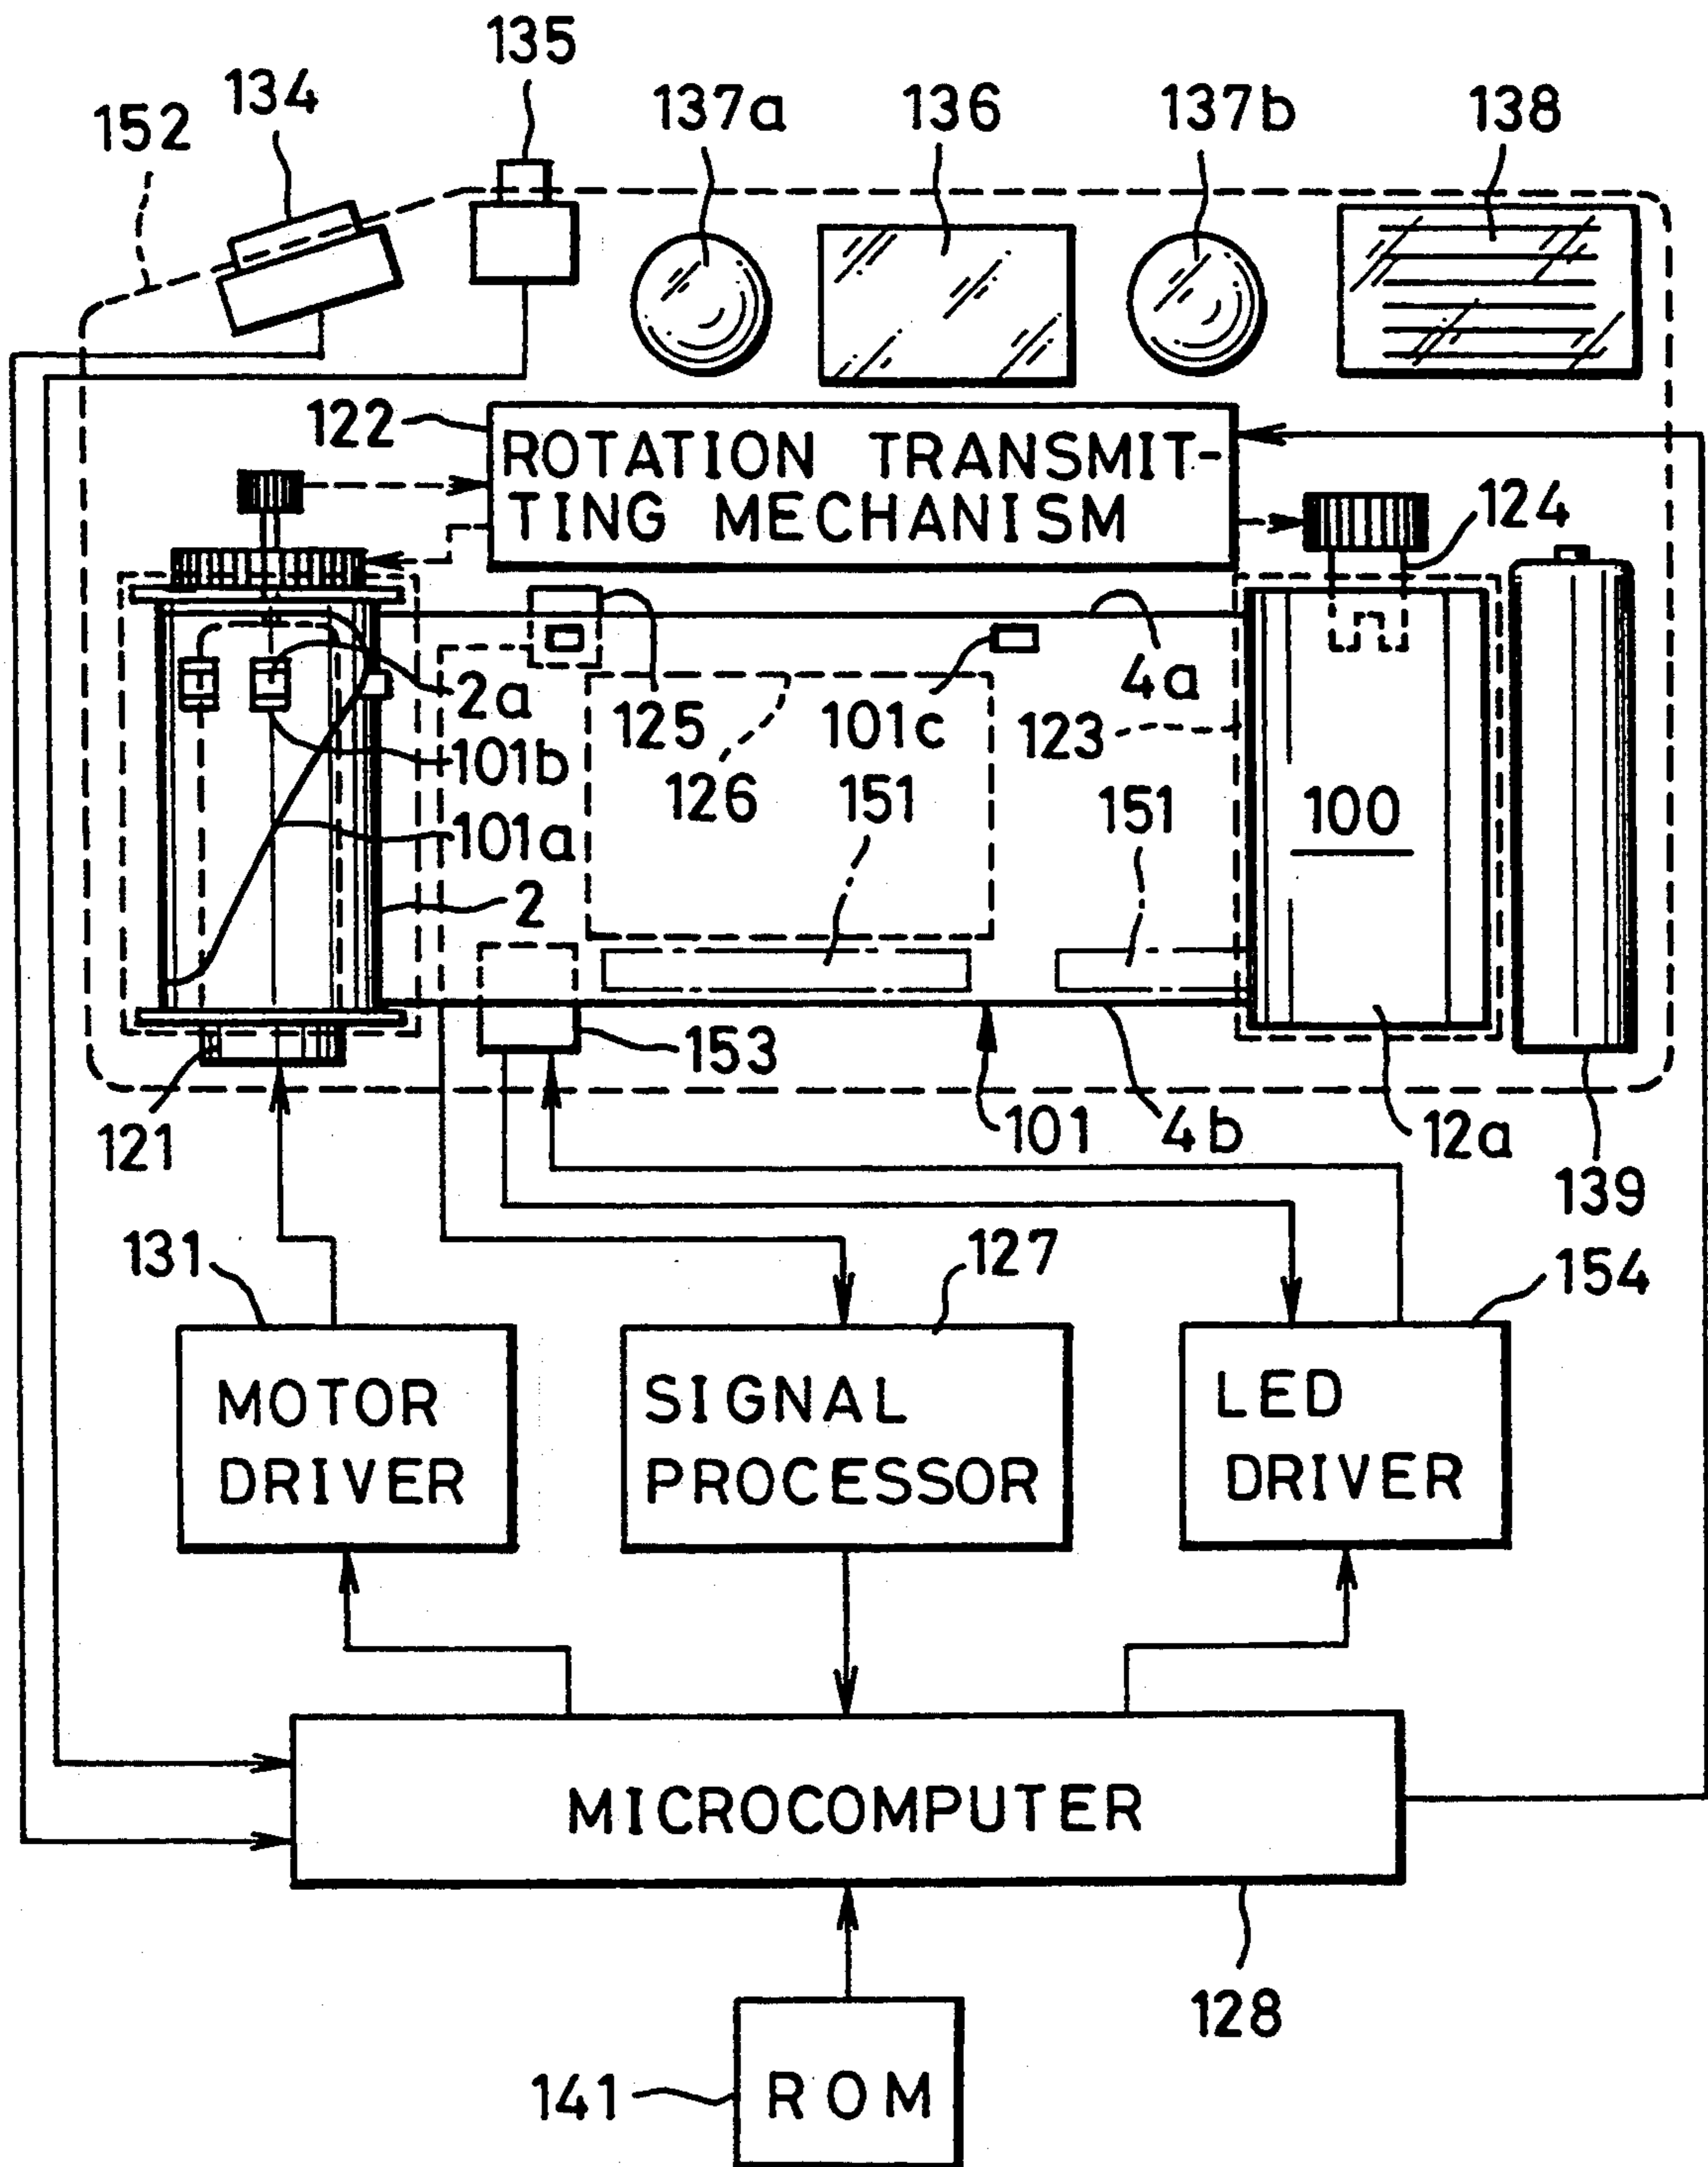 135
134
137a
136
137b
138
152
122
ROTATION TRANSMIT-
TING MECHANISM
124
2a
125
101c
4a
123
101b
126
151
151
100
101a
2
153
121
101
4b
12a
139
131
127
154
MOTOR
DRIVER
SIGNAL
PROCESSOR
LED
DRIVER
MICROCOMPUTER
128
141
ROM